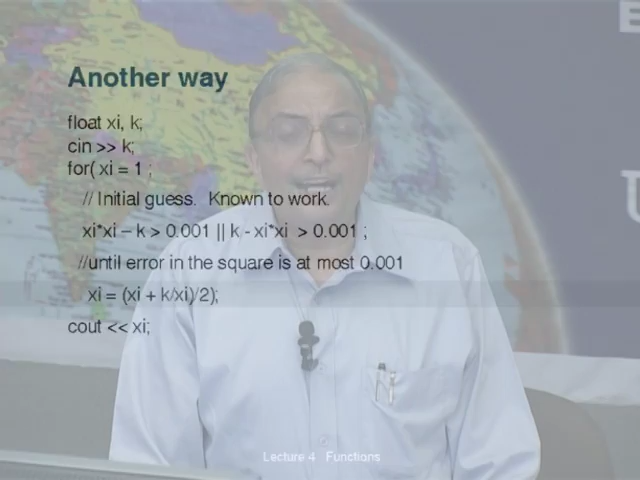 Another way
float xi, k;
cin >> k;
for( xi = 1 ;
// Initial guess. Known to work.
xi*xi – k > 0.001 || k - xi*xi > 0.001 ;
//until error in the square is at most 0.001
xi = (xi + k/xi)/2);
cout << xi;
Lecture 4 Functions